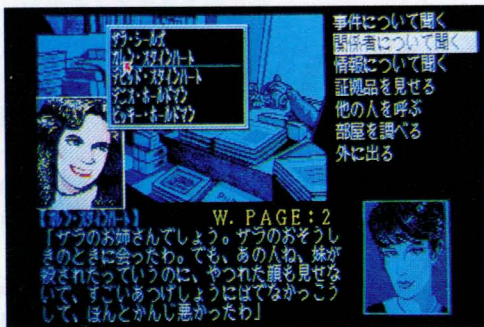 サラ・シールズ
カレン・スタインハート
デビッド・スタインハート
デニス・ホールドマン
ビッキー・ホールドマン
事件について聞く
関係者について聞く
情報について聞く
証拠品を見せる
他の人を呼ぶ
部屋を調べる
外に出る
W. PAGE:2
「サラのお姉さんでしょう。サラのおそうし
きのときに会ったわ。でも、あの人ね、妹が
殺されたっていうのに、やつれた顔も見せな
いで、すごいあつげしょうにはでなかっこう
して、ほんとかんじ悪かったわ」